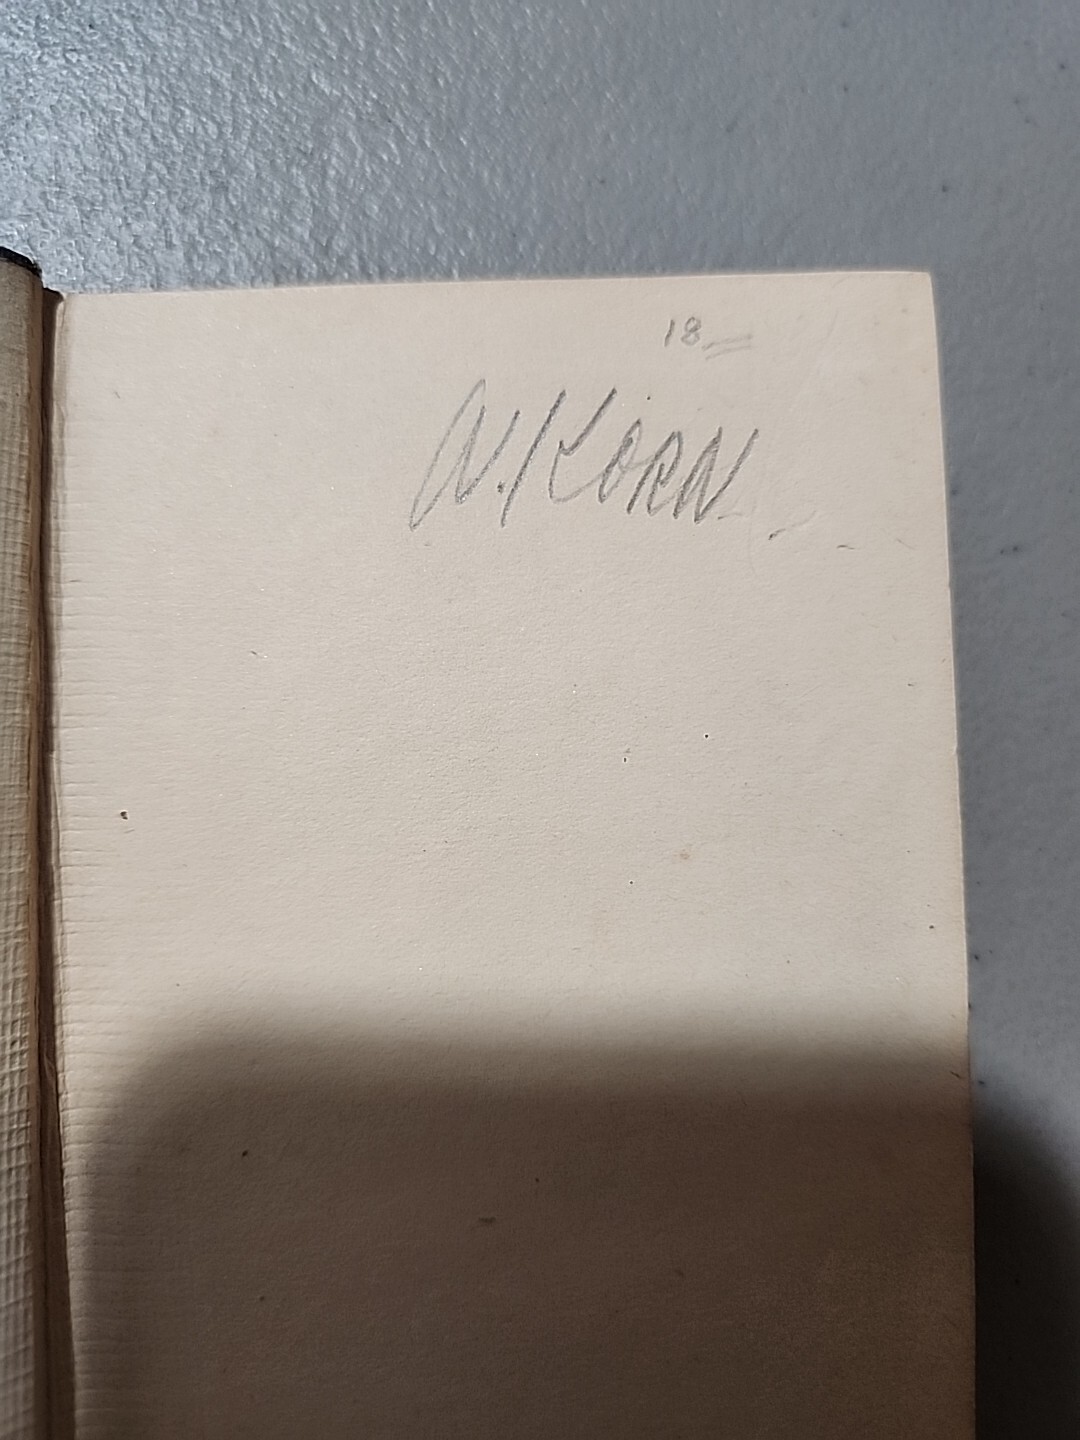 18=
N. KORN